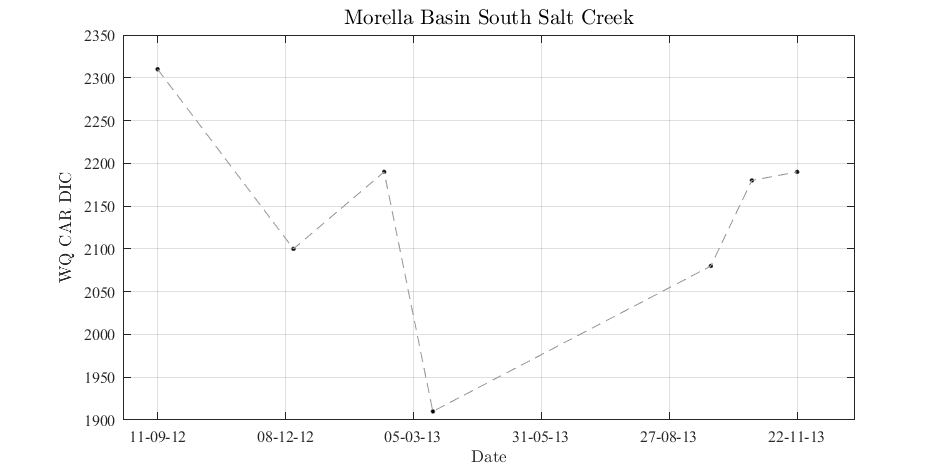 Morella Basin South Salt Creek
2350
2300
2250
2200
2150
2100
2050
2000
1950
1900
WQ CAR DIC
11-09-12 08-12-12 05-03-13 31-05-13 27-08-13 22-11-13
Date